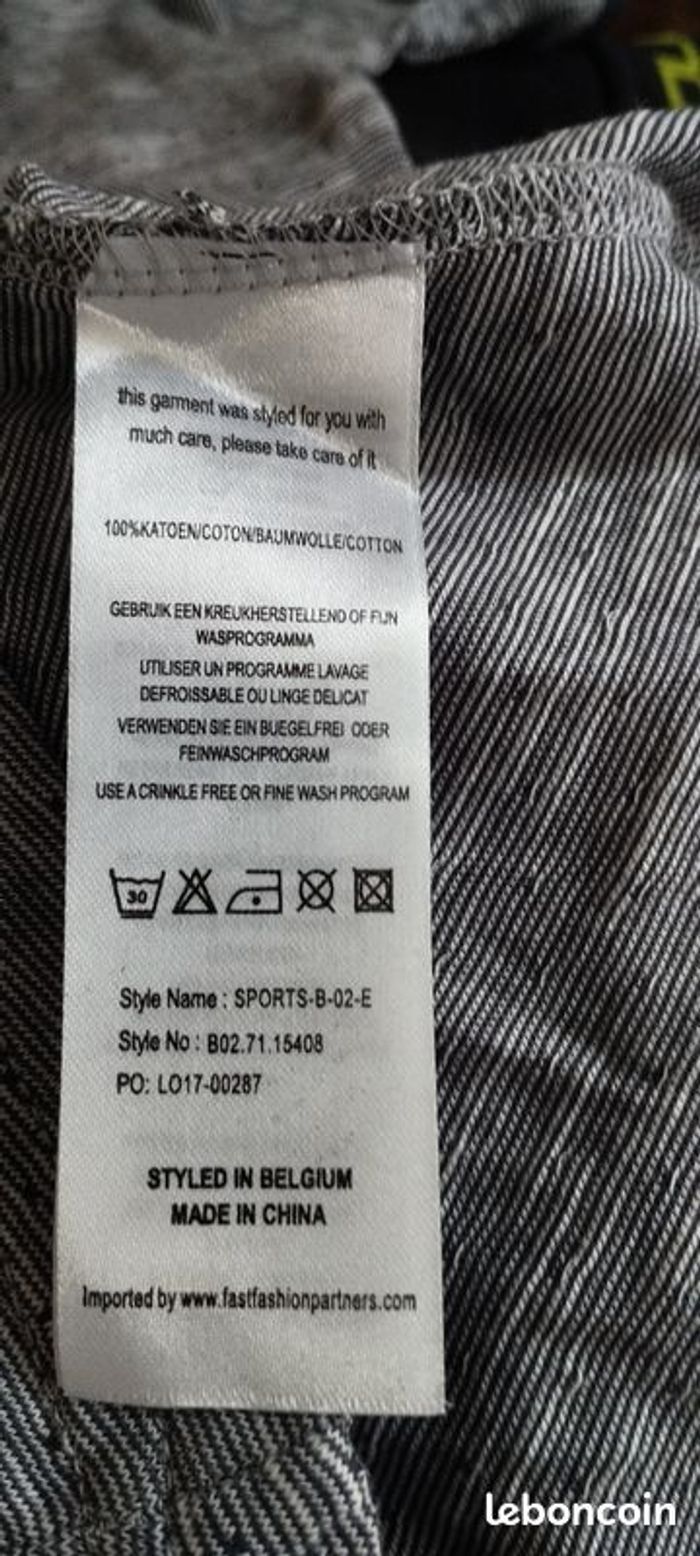 this garment was styled for you with
much care, please take care of it
100%KATOEN/COTON/BAUMWOLLE/COTTON
GEBRUIK EEN KREUKHERSTELLEND OF FIJN
WASPROGRAMMA
UTILISER UN PROGRAMME LAVAGE
DEFROISSABLE OU LINGE DELICAT
VERWENDEN SIE EIN BUEGELFREI ODER
FEINWASCHPROGRAM
USE A CRINKLE FREE OR FINE WASH PROGRAM
30
Style Name : SPORTS-B-02-E
Style No : B02.71.15408
PO: LO17-00287
STYLED IN BELGIUM
MADE IN CHINA
Imported by www.fastfashionpartners.com
leboncoin